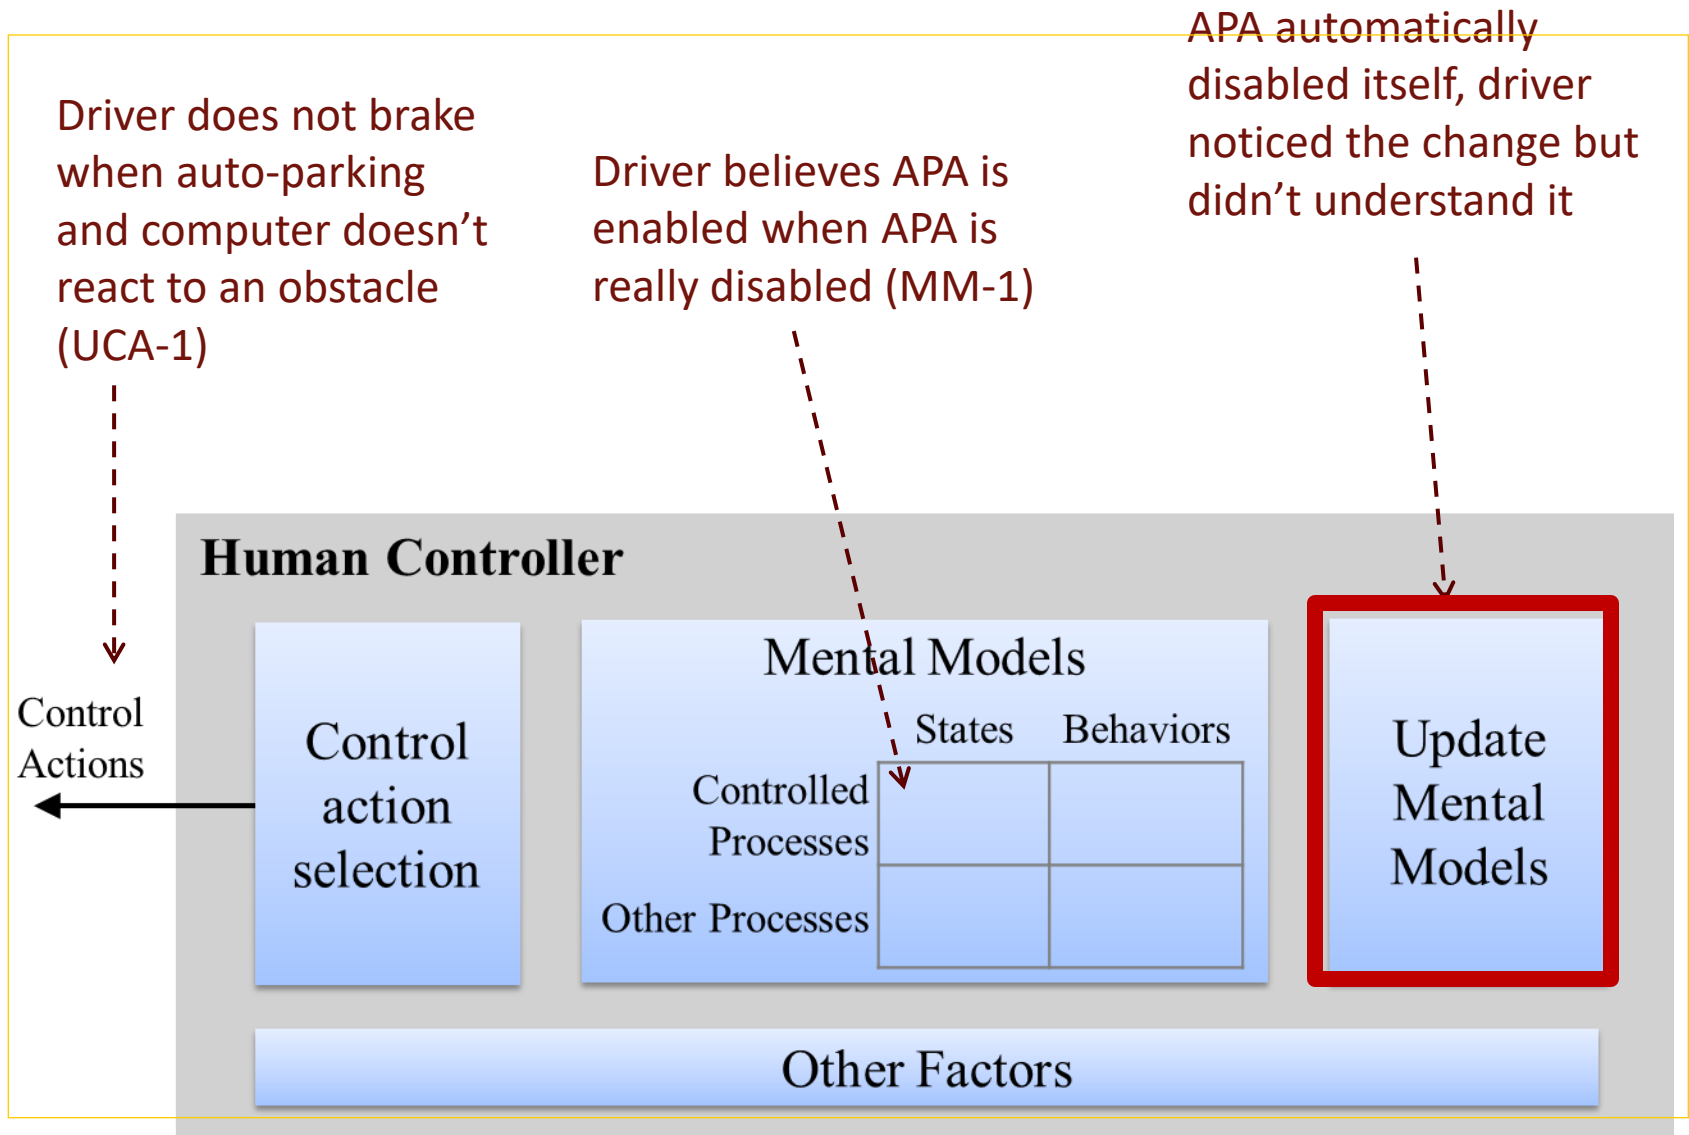 Driver does not brake
when auto-parking
and computer doesn’t
react to an obstacle
(UCA-1)
Driver believes APA is
enabled when APA is
really disabled (MM-1)
APA automatically
disabled itself, driver
noticed the change but
didn’t understand it
Human Controller
Control
Actions
Control
action
selection
Mental Models
States Behaviors
Controlled
Processes
Other Processes
Update
Mental
Models
Other Factors